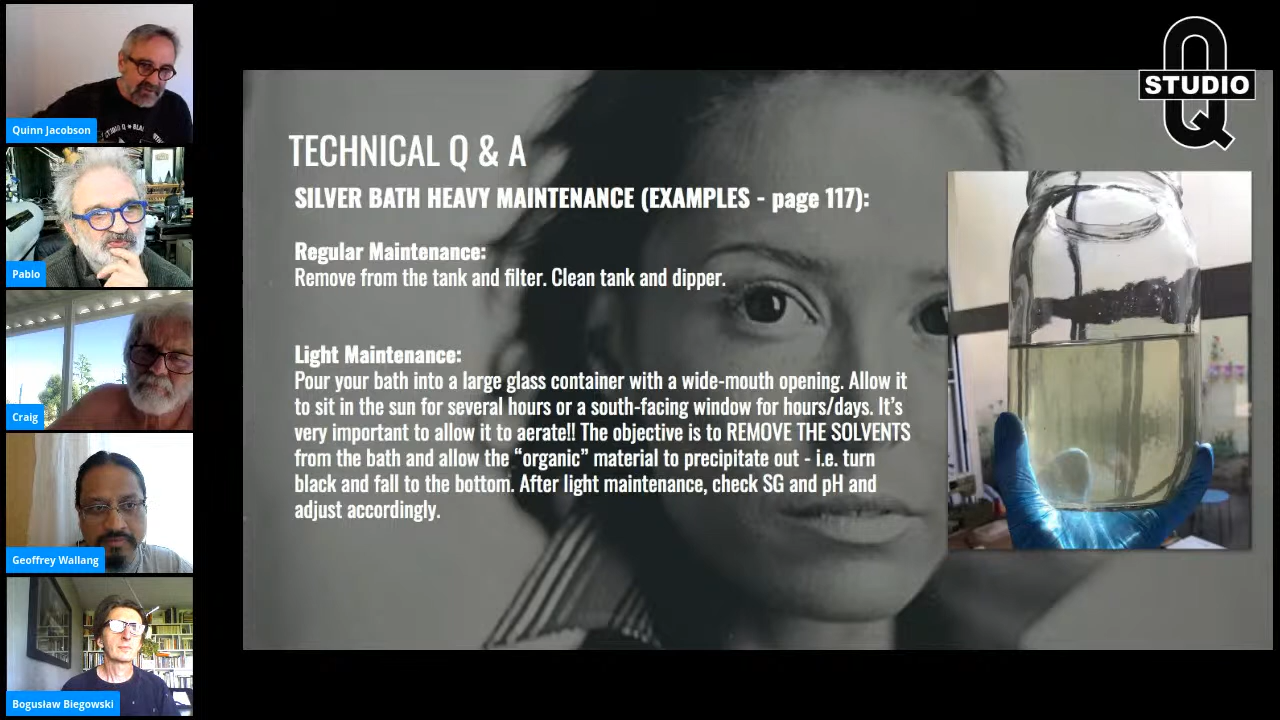 Quinn Jacobson
Pablo
Craig
Geoffrey Wallang
Bogusław Biegowski
STUDIO
Q
TECHNICAL Q & A
SILVER BATH HEAVY MAINTENANCE (EXAMPLES - page 117):
Regular Maintenance:
Remove from the tank and filter. Clean tank and dipper.
Light Maintenance:
Pour your bath into a large glass container with a wide-mouth opening. Allow it
to sit in the sun for several hours or a south-facing window for hours/days. It’s
very important to allow it to aerate!! The objective is to REMOVE THE SOLVENTS
from the bath and allow the “organic” material to precipitate out - i.e. turn
black and fall to the bottom. After light maintenance, check SG and pH and
adjust accordingly.